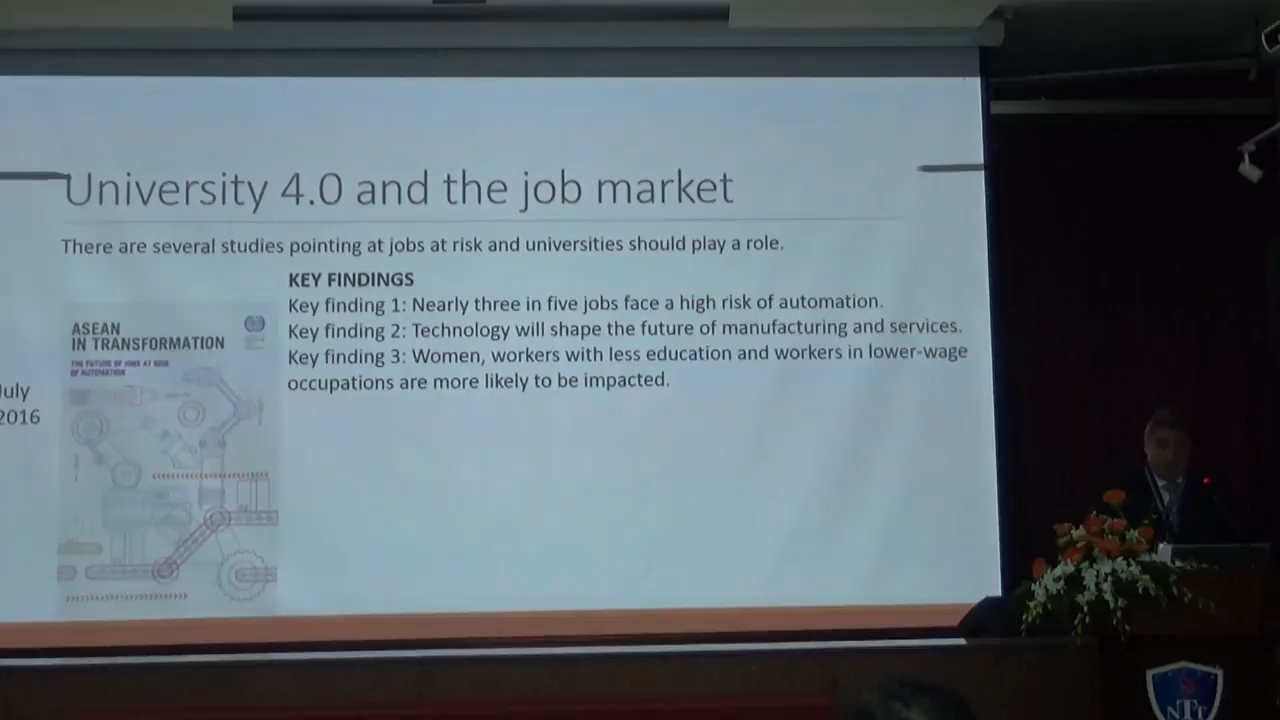 University 4.0 and the job market
There are several studies pointing at jobs at risk and universities should play a role.
KEY FINDINGS
Key finding 1: Nearly three in five jobs face a high risk of automation.
Key finding 2: Technology will shape the future of manufacturing and services.
Key finding 3: Women, workers with less education and workers in lower-wage
occupations are more likely to be impacted.
ASEAN
IN TRANSFORMATION
THE FUTURE OF JOBS AT RISK
OF AUTOMATION
July
2016
NTT